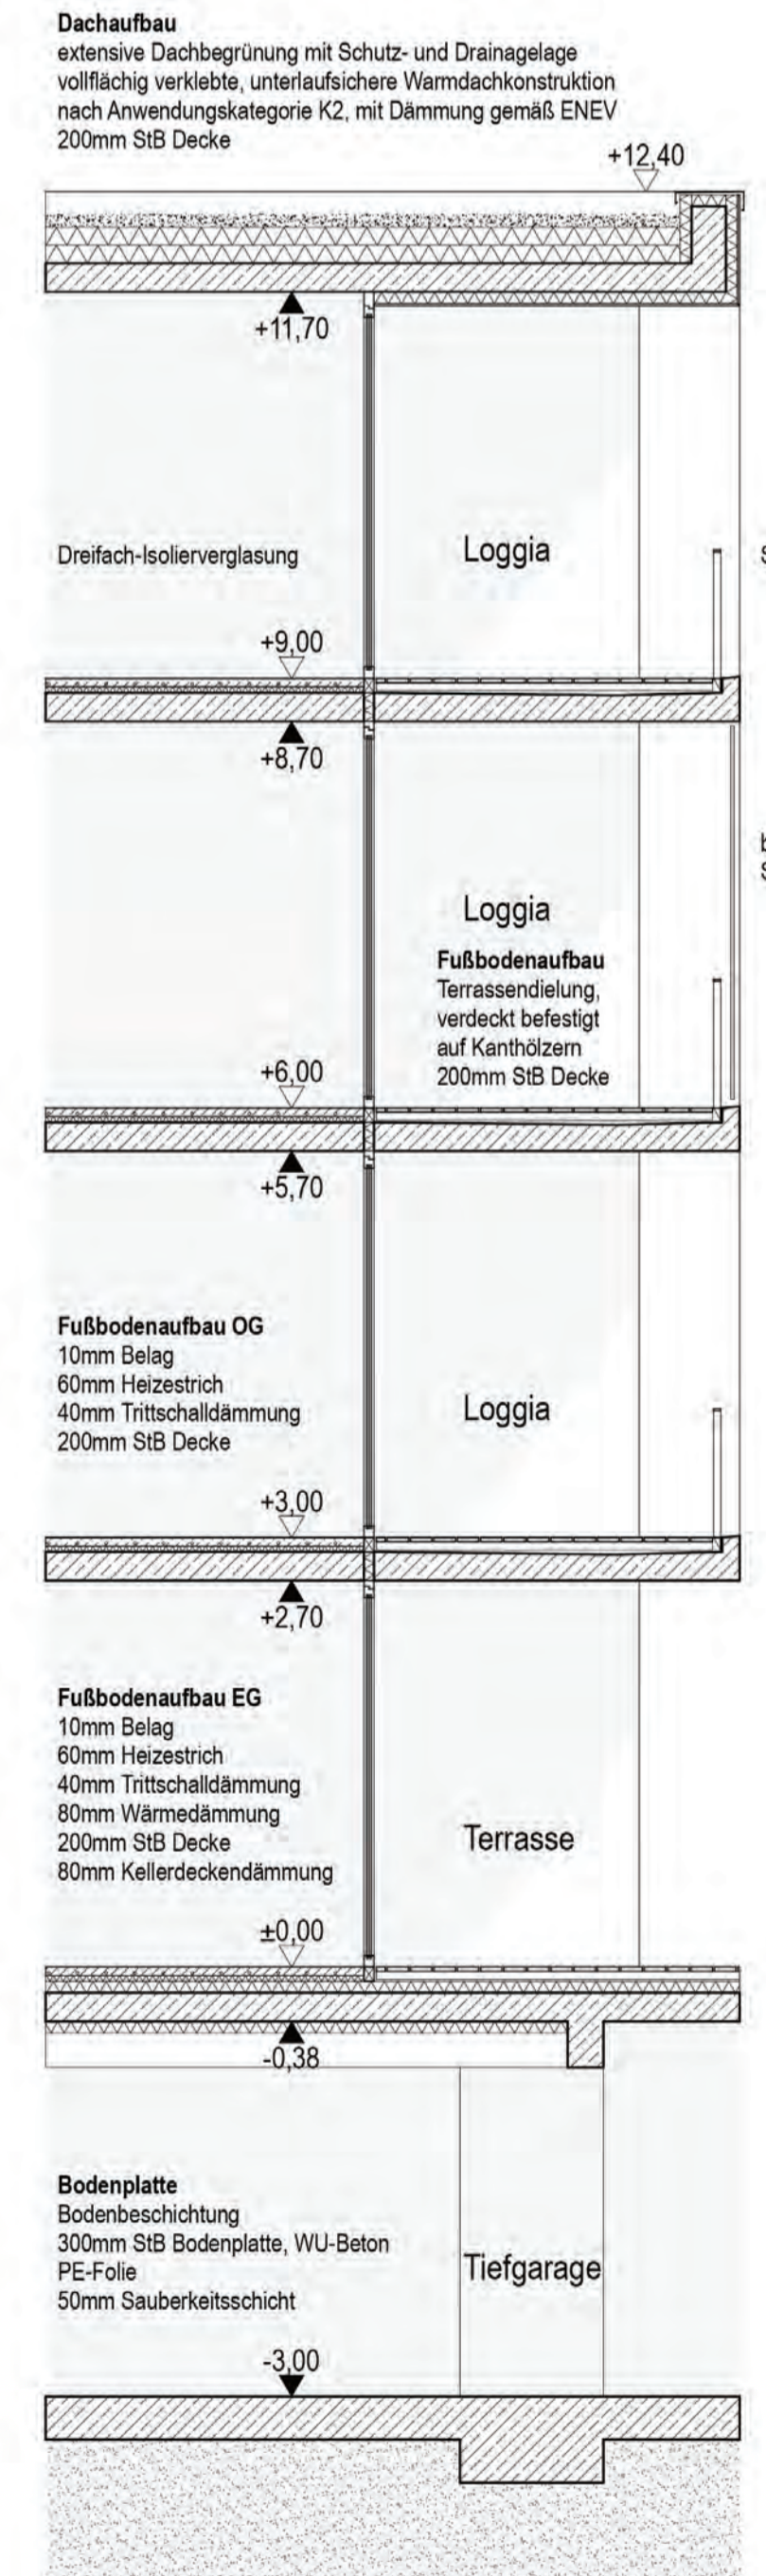 Dachaufbau
extensive Dachbegrünung mit Schutz- und Drainagelage
vollflächig verklebte, unterlaufsichere Warmdachkonstruktion
nach Anwendungskategorie K2, mit Dämmung gemäß ENEV
200mm StB Decke
+12,40
+11,70
Dreifach-Isolierverglasung
Loggia
+9,00
+8,70
Loggia
Fußbodenaufbau
Terrassendielung,
verdeckt befestigt
auf Kanthölzern
200mm StB Decke
+6,00
+5,70
Fußbodenaufbau OG
10mm Belag
60mm Heizestrich
40mm Trittschalldämmung
200mm StB Decke
Loggia
+3,00
+2,70
Fußbodenaufbau EG
10mm Belag
60mm Heizestrich
40mm Trittschalldämmung
80mm Wärmedämmung
200mm StB Decke
80mm Kellerdeckendämmung
Terrasse
±0,00
-0,38
Bodenplatte
Bodenbeschichtung
300mm StB Bodenplatte, WU-Beton
PE-Folie
50mm Sauberkeitsschicht
Tiefgarage
-3,00